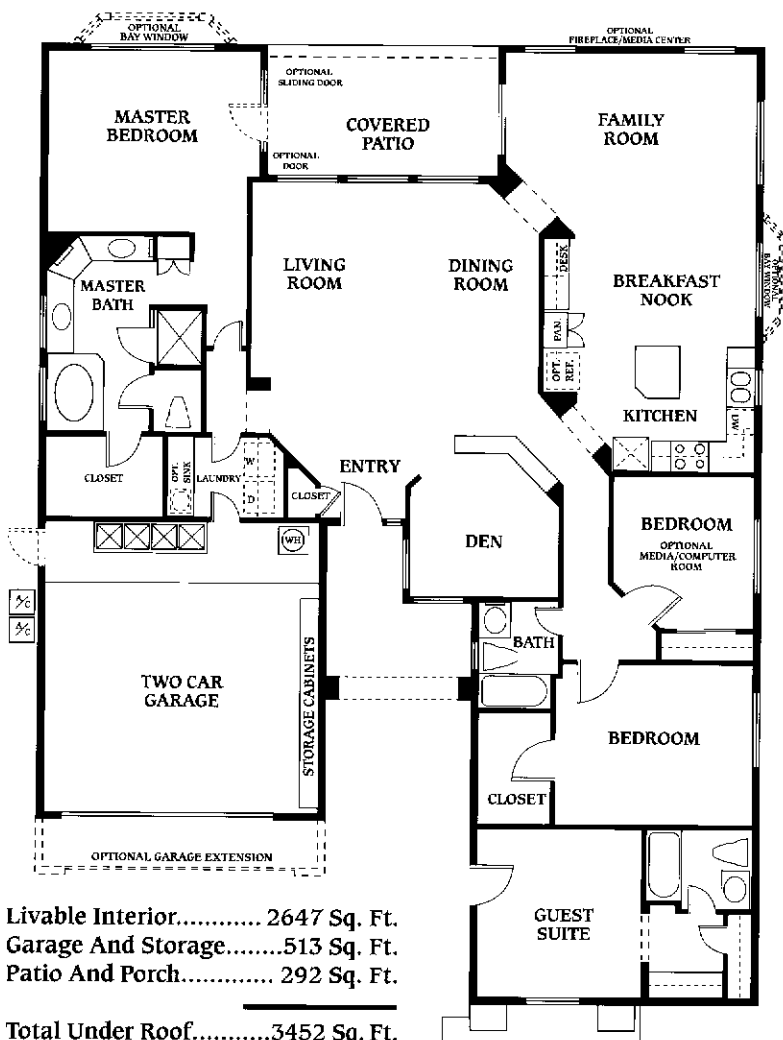 OPTIONAL
BAY WINDOW
OPTIONAL
FIREPLACE/MEDIA CENTER
OPTIONAL
SLIDING DOOR
MASTER
BEDROOM
COVERED
PATIO
FAMILY
ROOM
OPTIONAL
DOOR
LIVING
ROOM
DINING
ROOM
DESK
BREAKFAST
NOOK
OPTIONAL
BAY WINDOW
MASTER
BATH
PAN.
OPT.
REF.
KITCHEN
DW
CLOSET
OPT.
SINK
LAUNDRY
W
D
CLOSET
ENTRY
DEN
BEDROOM
OPTIONAL
MEDIA/COMPUTER
ROOM
WH
A/C
A/C
BATH
TWO CAR
GARAGE
STORAGE CABINETS
BEDROOM
CLOSET
OPTIONAL GARAGE EXTENSION
GUEST
SUITE
Livable Interior............ 2647 Sq. Ft.
Garage And Storage........513 Sq. Ft.
Patio And Porch............. 292 Sq. Ft.
Total Under Roof...........3452 Sq. Ft.